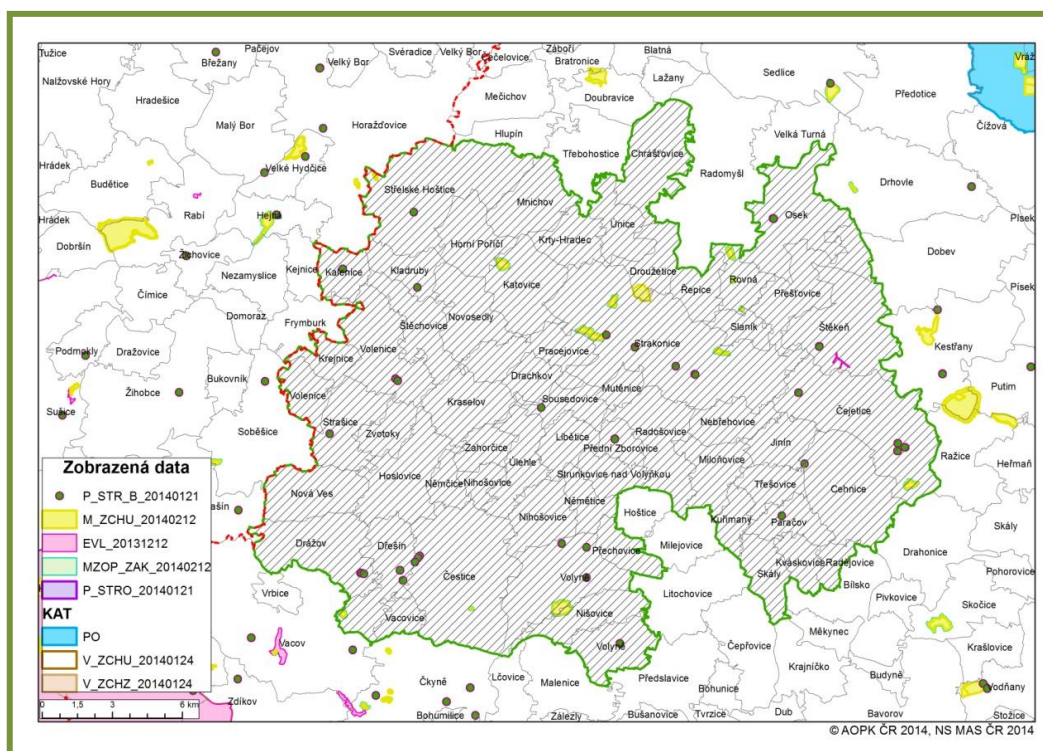 Tužice
Pačejov
Břežany
Svéradice
Velký Bor
Velký Bor
Záboří
Bratronice
Blatná
Lažany
Sedlice
Vráž
Nalžovské Hory
Hradešice
Mečichov
Doubravice
Předotice
Malý Bor
Horažďovice
Hlupín
Třebohostice
Chrášťovice
Velká Turná
Čížová
Hrádek
Velké Hydčice
Radomyšl
Drhovle
Budětice
Rabí
Střelské Hoštice
Mnichov
Osek
Písek
Hrádek
Hejná
Únice
Dobršín
Horní Poříčí
Krty-Hradec
Dobev
Žichovice
Nezamyslice
Kejnice
Kalenice
Kladruby
Katovice
Droužetice
Řepice
Rovná
Přešťovice
Písek
Čímice
Domoraz
Frymburk
Štěchovice
Novosedly
Slaník
Štěkeň
Podmokly
Dražovice
Krejnice
Volenice
Pracejovice
Strakonice
Kestřany
Žihobce
Bukovník
Volenice
Drachkov
Mutěnice
Putim
Sušice
Kraselov
Sousedovice
Čejetice
Soběšice
Strašice
Zvotoky
Zahorčice
Libětice
Radošovice
Přední Zborovice
Nebřehovice
Jinín
Ražice
Heřmaň
Hoslovice
Úlehle
Strunkovice nad Volyňkou
Miloňovice
Nová Ves
Němčice
Nihošovice
Třešovice
Cehnice
Skály
Němětice
Hoštice
Kuřimany
Paračov
Drážov
Dřešín
Nihošovice
Přechovice
Milejovice
Drahonice
Kváskovice
Radějovice
Pohorovice
Čestice
Volyně
Skály
Bílsko
Vrbice
Litochovice
Pivkovice
Skočice
Vacovice
Nišovice
Vacov
Volyně
Čepřovice
Měkynec
Krašlovice
Zdíkov
Čkyně
Lčovice
Malenice
Předslavice
Krajníčko
Budyně
Bohunice
Vodňany
Bohumilice
Zálezly
Bušanovice
Tvrzice
Dub
Bavorov
Stožice
Zobrazená data
P_STR_B_20140121
M_ZCHU_20140212
EVL_20131212
MZOP_ZAK_20140212
P_STRO_20140121
KAT
PO
V_ZCHU_20140124
V_ZCHZ_20140124
0 1,5 3 6 km
© AOPK ČR 2014, NS MAS ČR 2014